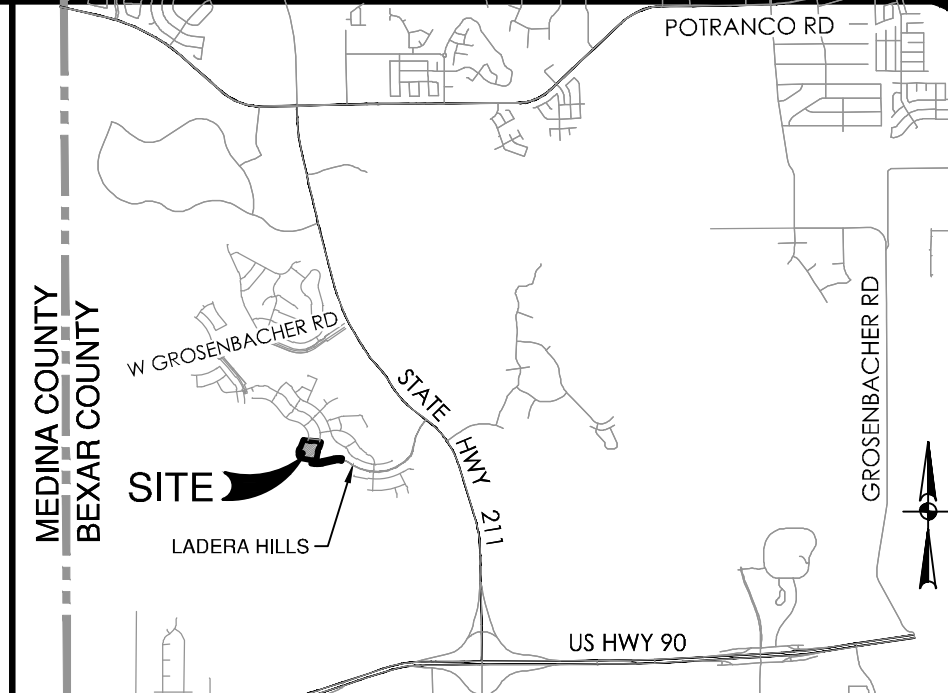 POTRANCO RD
MEDINA COUNTY
BEXAR COUNTY
W GROSENBACHER RD
GROSENBACHER RD
STATE HWY 211
SITE
LADERA HILLS
US HWY 90